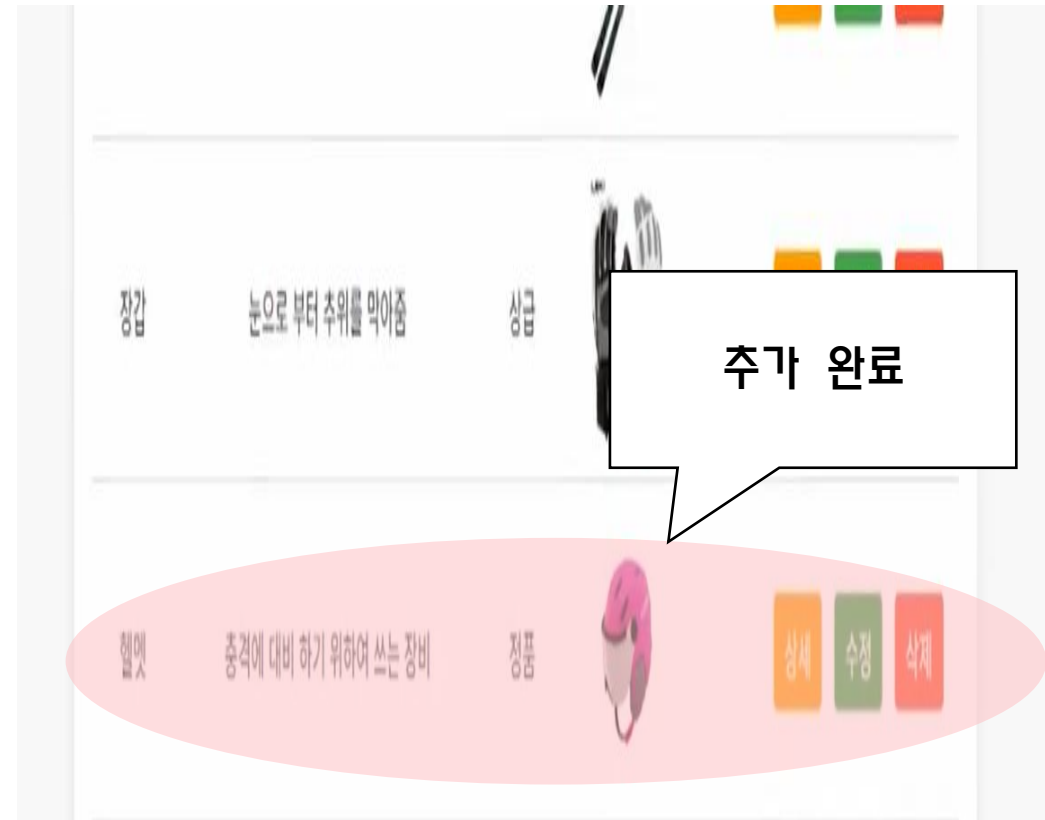 장갑 눈으로 부터 추위를 막아줌 상급
추가 완료
헬멧 충격에 대비 하기 위하여 쓰는 장비 정품 상세 수정 삭제